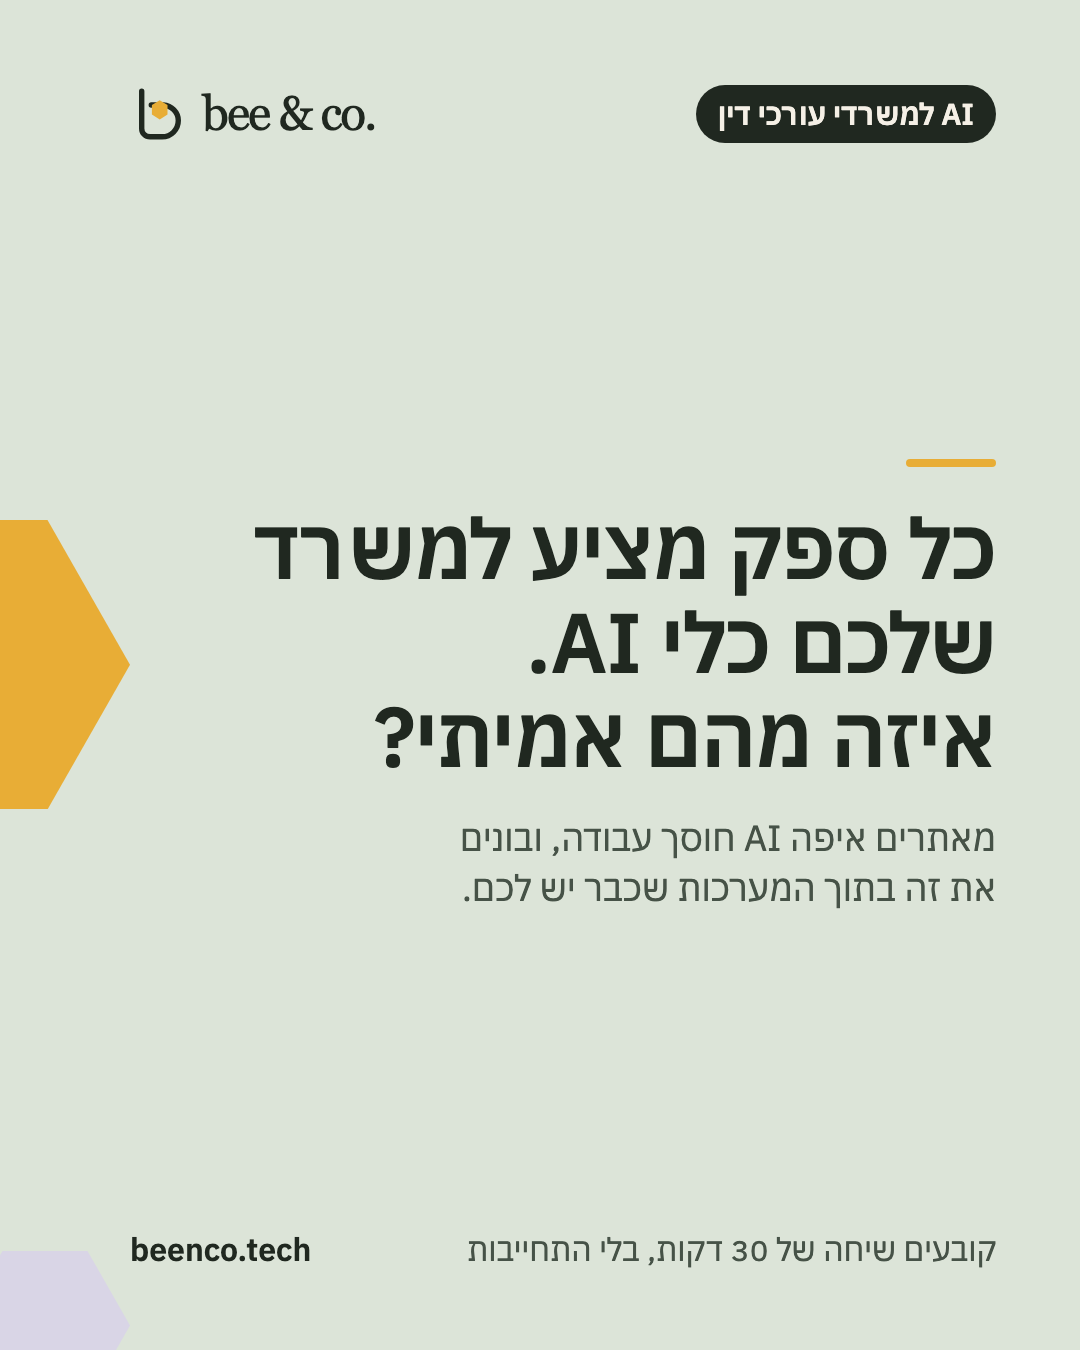 bee & co.
AI למשרדי עורכי דין
כל ספק מציע למשרד
שלכם כלי AI.
איזה מהם אמיתי?
מאתרים איפה AI חוסך עבודה, ובונים
את זה בתוך המערכות שכבר יש לכם.
קובעים שיחה של 30 דקות, בלי התחייבות
beenco.tech